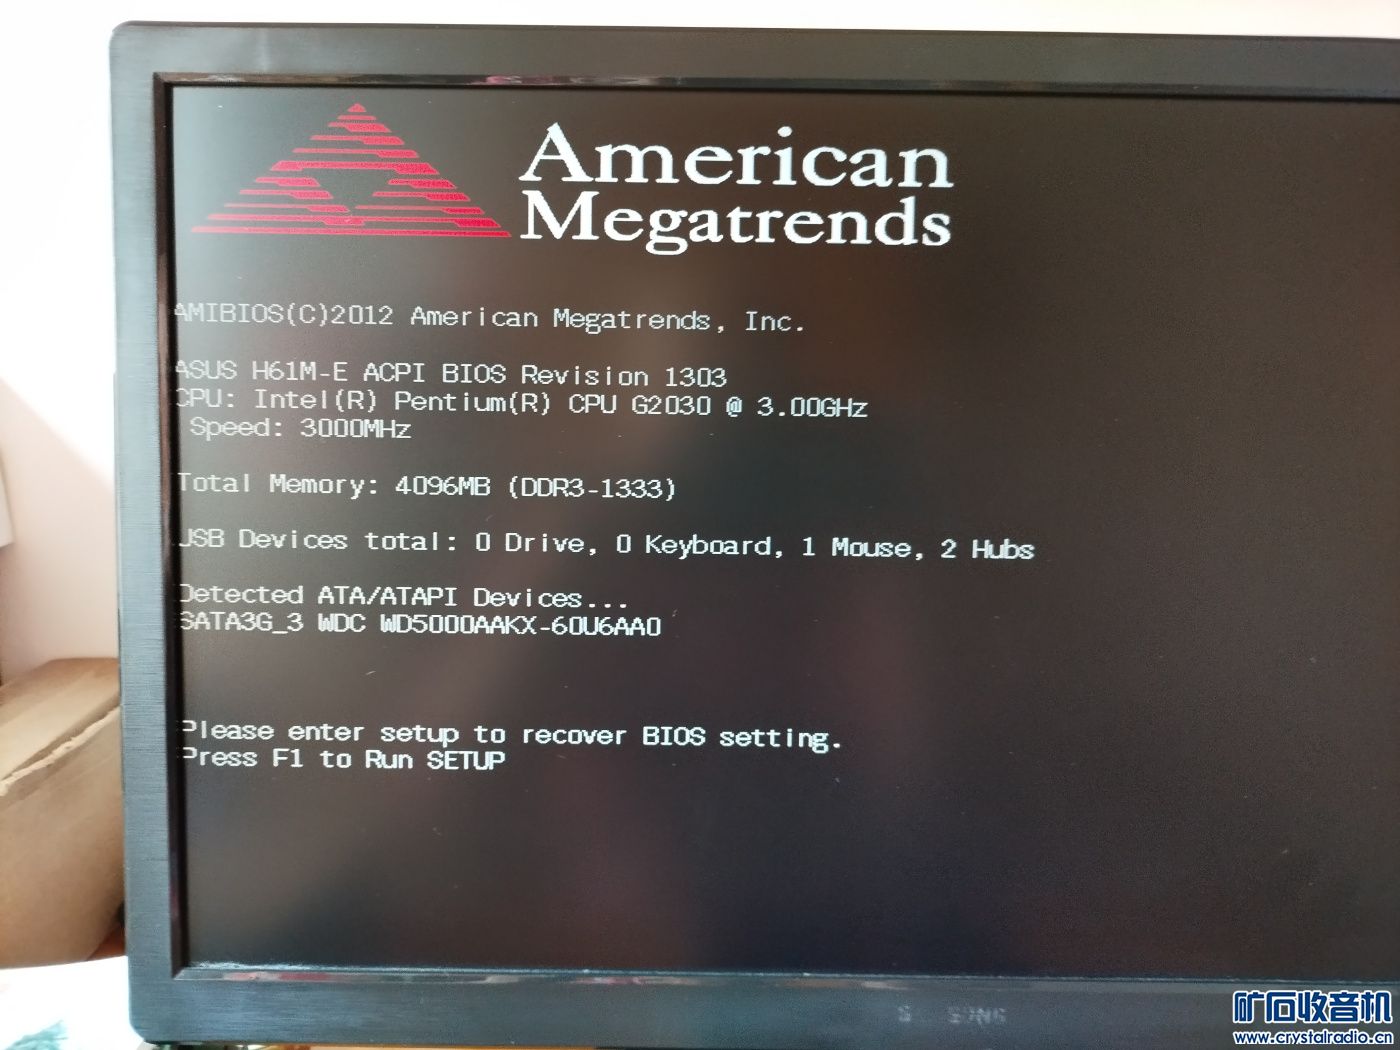 American
Megatrends
AMIBIOS(C)2012 American Megatrends, Inc.
ASUS H61M-E ACPI BIOS Revision 1303
CPU: Intel(R) Pentium(R) CPU G2030 @ 3.00GHz
Speed: 3000MHz
Total Memory: 4096MB (DDR3-1333)
USB Devices total: 0 Drive, 0 Keyboard, 1 Mouse, 2 Hubs
Detected ATA/ATAPI Devices...
SATA3G_3 WDC WD5000AAKX-60U6AA0
Please enter setup to recover BIOS setting.
Press F1 to Run SETUP
矿石收音机
www.crystalradio.cn